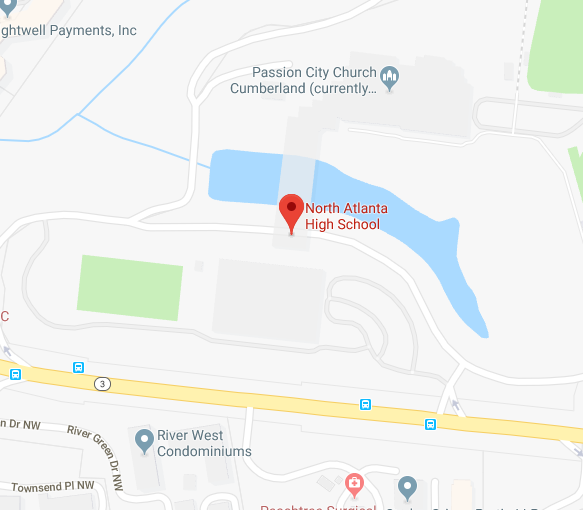 ghtwell Payments, Inc
Passion City Church
Cumberland (currently...
North Atlanta
High School
C
3
n Dr NW
River Green Dr NW
River West
Condominiums
Townsend Pl NW
Peachtree Surgical